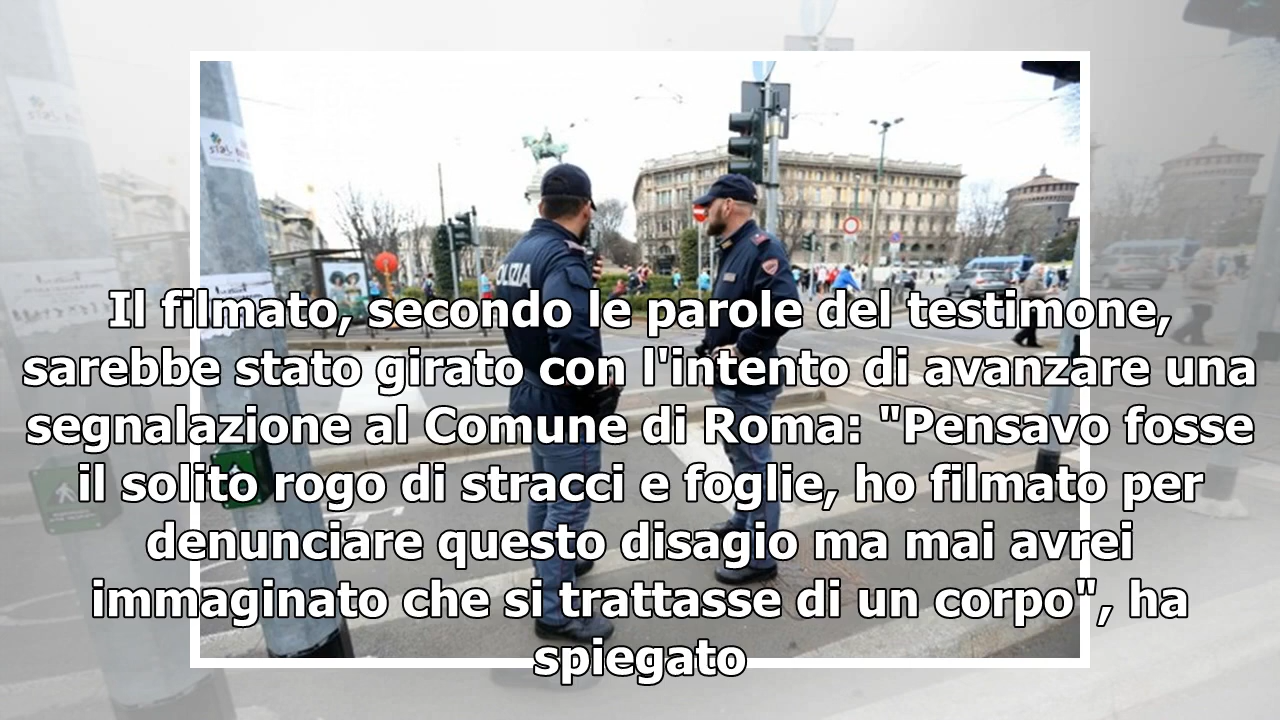 OLIZIA
Il filmato, secondo le parole del testimone,
sarebbe stato girato con l'intento di avanzare una
segnalazione al Comune di Roma: "Pensavo fosse
il solito rogo di stracci e foglie, ho filmato per
denunciare questo disagio ma mai avrei
immaginato che si trattasse di un corpo", ha
spiegato